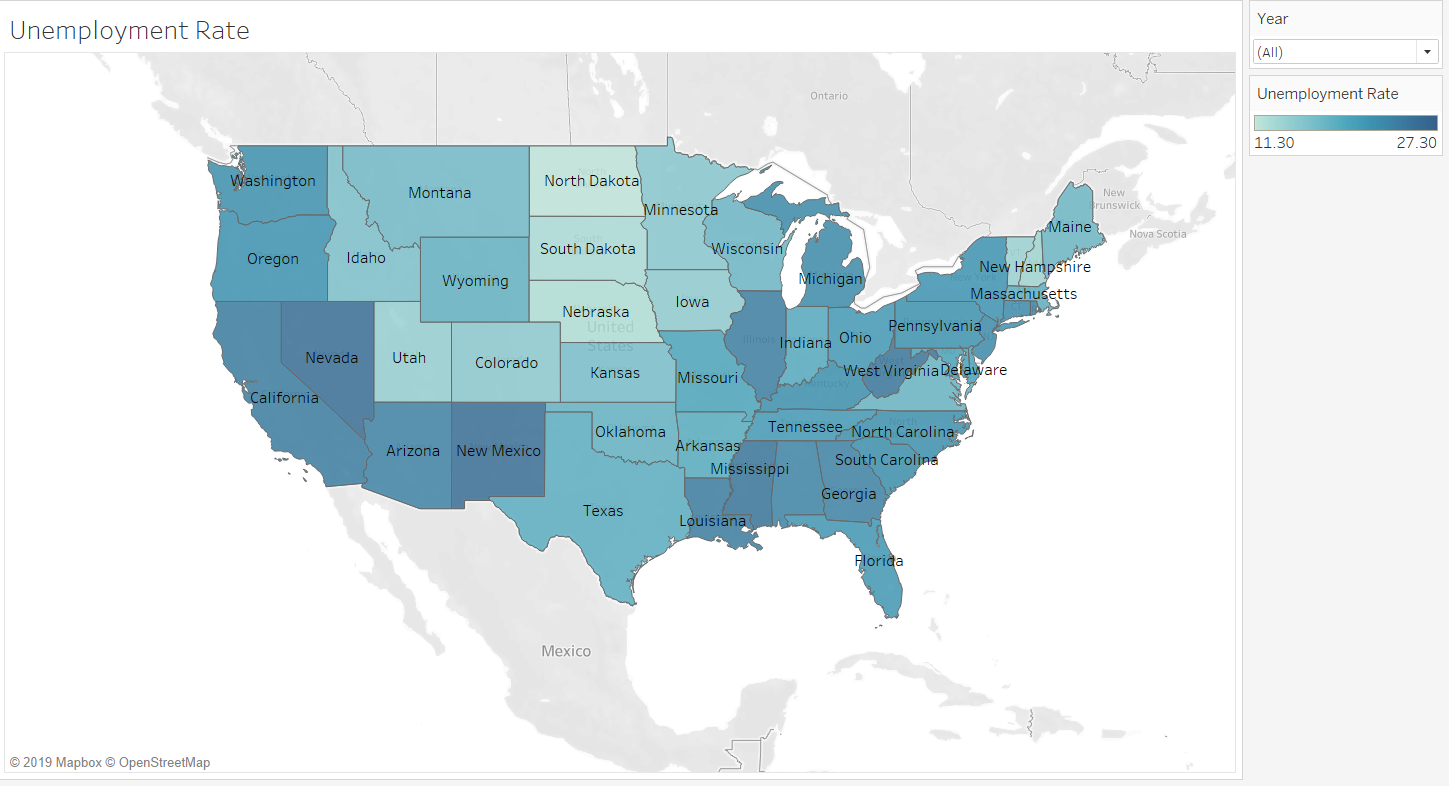 Unemployment Rate
Year
(All)
Unemployment Rate
11.30 27.30
Ontario
New
Brunswick
Nova Scotia
Washington
Montana
North Dakota
Minnesota
Maine
Oregon
Idaho
Wyoming
South Dakota
Wisconsin
Michigan
New Hampshire
Massachusetts
Nebraska
Iowa
United
States
Illinois
Indiana
Ohio
Pennsylvania
Nevada
Utah
Colorado
Kansas
Missouri
Kentucky
West Virginia
Delaware
California
Arizona
New Mexico
Oklahoma
Arkansas
Tennessee
North Carolina
Mississippi
South Carolina
Georgia
Texas
Louisiana
Florida
Mexico
© 2019 Mapbox © OpenStreetMap